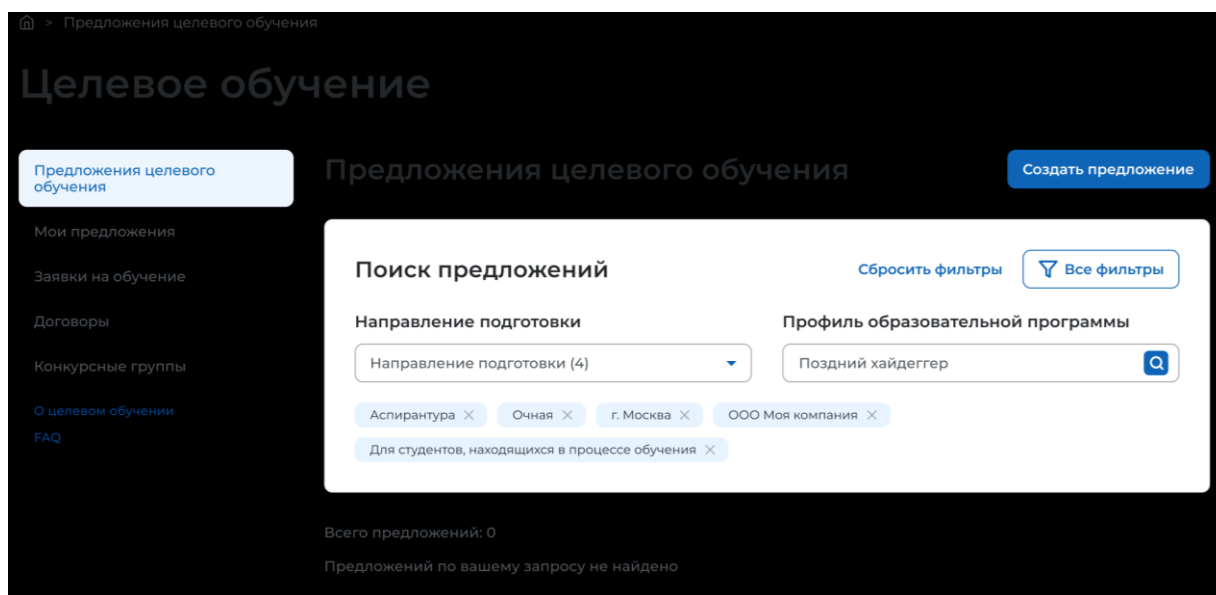 > Предложения целевого обучения
Целевое обучение
Предложения целевого
обучения
Мои предложения
Заявки на обучение
Договоры
Конкурсные группы
О целевом обучении
FAQ
Предложения целевого обучения
Создать предложение
Поиск предложений
Сбросить фильтры
Все фильтры
Направление подготовки
Профиль образовательной программы
Направление подготовки (4)
Поздний хайдеггер
Аспирантура × Очная × г. Москва × ООО Моя компания ×
Для студентов, находящихся в процессе обучения ×
Всего предложений: 0
Предложений по вашему запросу не найдено